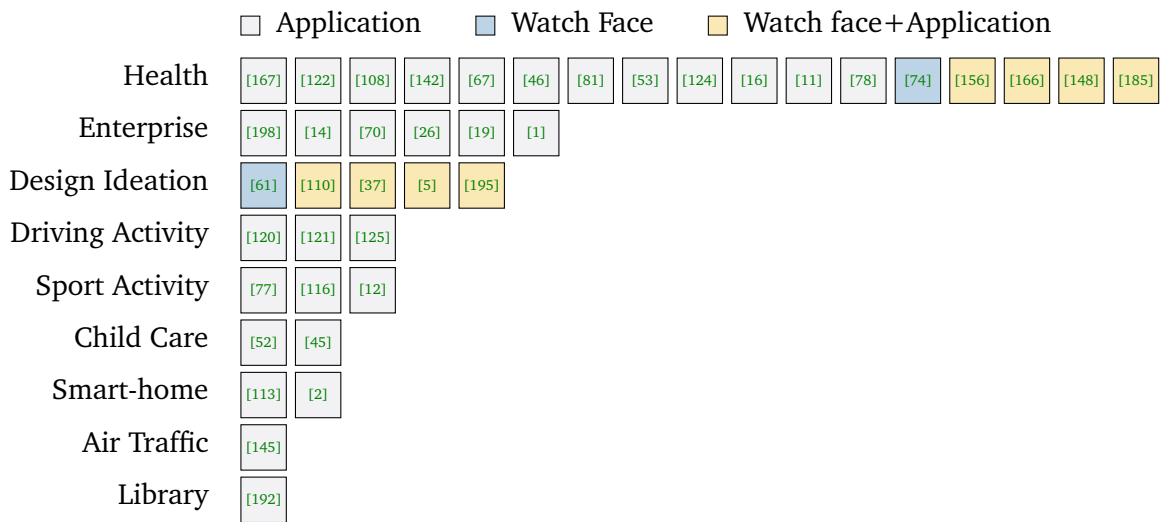 Application Watch Face Watch face+Application
Health [167] [122] [108] [142] [67] [46] [81] [53] [124] [16] [11] [78] [74] [156] [166] [148] [185]
Enterprise [198] [14] [70] [26] [19] [1]
Design Ideation [61] [110] [37] [5] [195]
Driving Activity [120] [121] [125]
Sport Activity [77] [116] [12]
Child Care [52] [45]
Smart-home [113] [2]
Air Traffic [145]
Library [192]